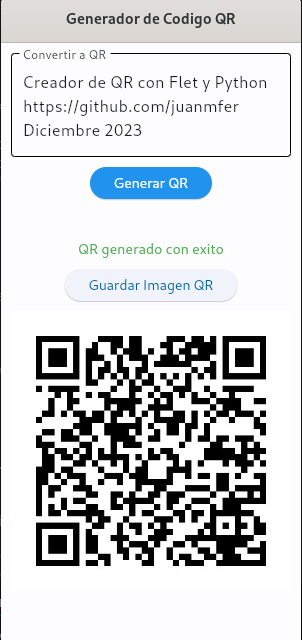 Generador de Codigo QR
Convertir a QR
Creador de QR con Flet y Python
https://github.com/juanmfer
Diciembre 2023
Generar QR
QR generado con exito
Guardar Imagen QR